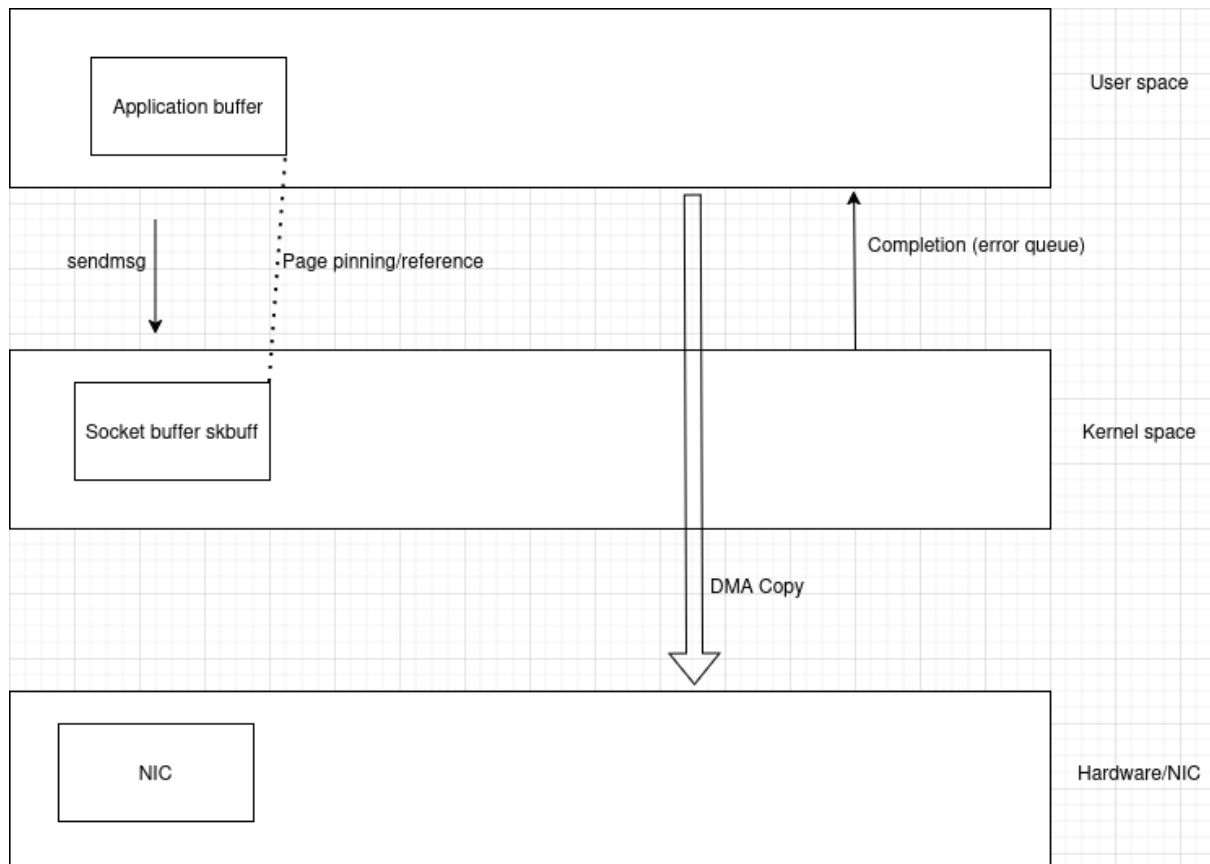 Application buffer
User space
sendmsg
Page pinning/reference
Completion (error queue)
Socket buffer skbuff
Kernel space
DMA Copy
NIC
Hardware/NIC